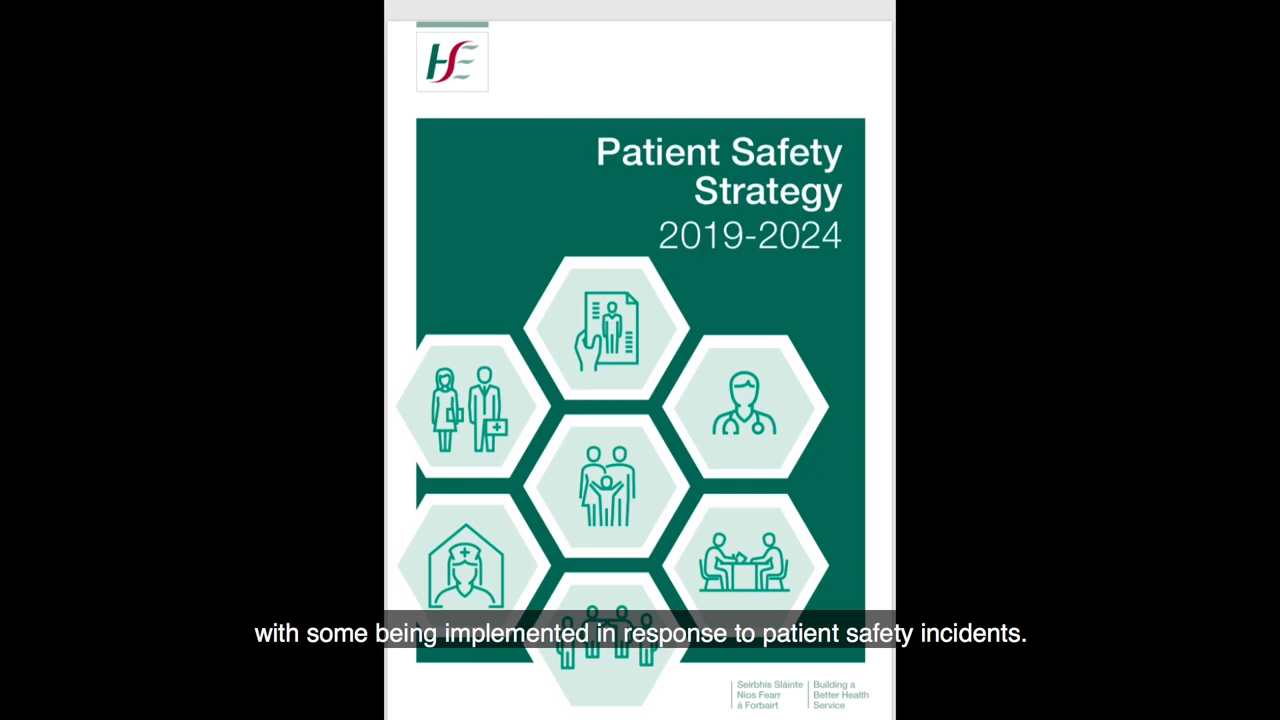 HSE
Patient Safety
Strategy
2019-2024
with some being implemented in response to patient safety incidents.
Seirbhís Sláinte
Níos Fearr
á Forbairt
Building a
Better Health
Service